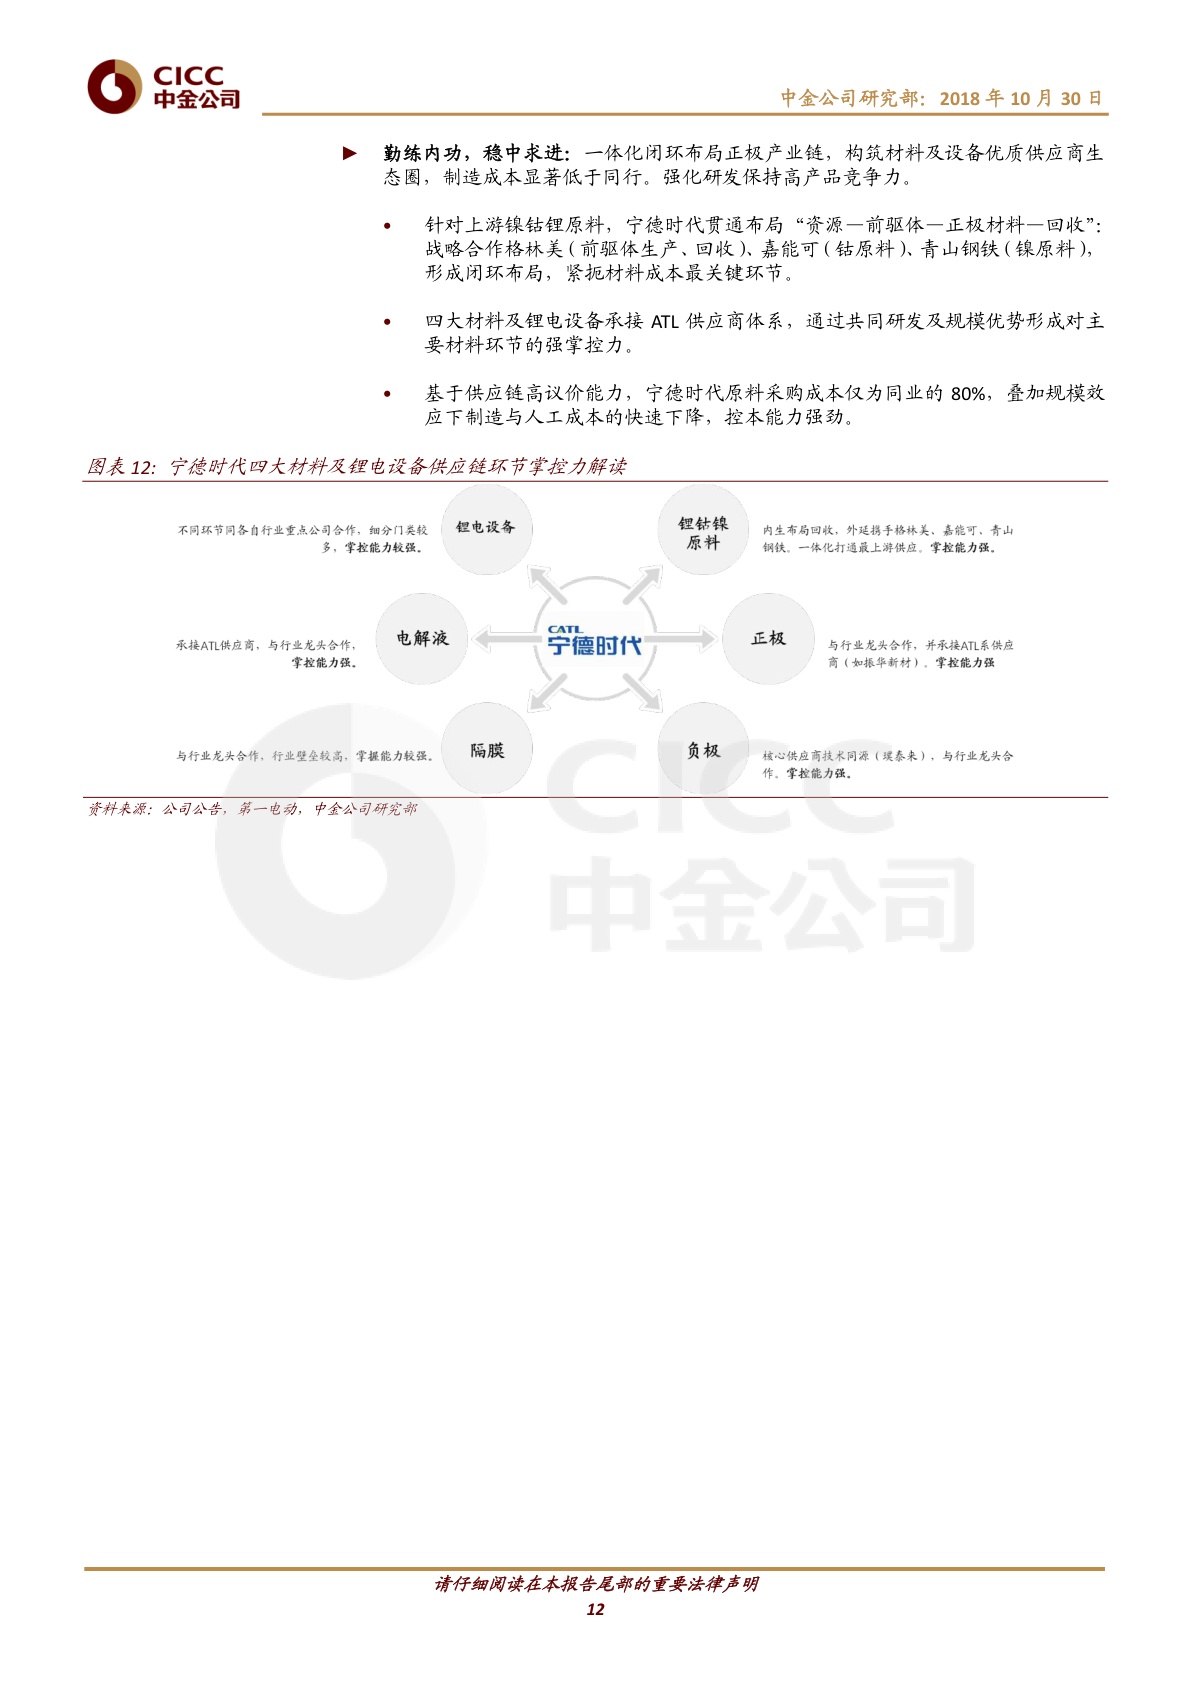 CICC
中金公司
中金公司研究部：2018 年 10 月 30 日
► 勤练内功，稳中求进：一体化闭环布局正极产业链，构筑材料及设备优质供应商生
态圈，制造成本显著低于同行。强化研发保持高产品竞争力。
• 针对上游镍钴锂原料，宁德时代贯通布局“资源—前驱体—正极材料—回收”：
战略合作格林美（前驱体生产、回收）、嘉能可（钴原料）、青山钢铁（镍原料），
形成闭环布局，紧扼材料成本最关键环节。
• 四大材料及锂电设备承接 ATL 供应商体系，通过共同研发及规模优势形成对主
要材料环节的强掌控力。
• 基于供应链高议价能力，宁德时代原料采购成本仅为同业的 80%，叠加规模效
应下制造与人工成本的快速下降，控本能力强劲。
图表 12: 宁德时代四大材料及锂电设备供应链环节掌控力解读
不同环节同各自行业重点公司合作，细分门类较
多，掌控能力较强。
锂电设备
锂钴镍
原料
内生布局回收，外延携手格林美、嘉能可、青山
钢铁。一体化打通最上游供应。掌控能力强。
承接ATL供应商，与行业龙头合作，
掌控能力强。
电解液
CATL
宁德时代
正极
与行业龙头合作，并承接ATL系供应
商（如振华新材）。掌控能力强
与行业龙头合作，行业壁垒较高，掌握能力较强。
隔膜
负极
核心供应商技术同源（璞泰来），与行业龙头合
作。掌控能力强。
资料来源：公司公告，第一电动，中金公司研究部
CICC
中金公司
请仔细阅读在本报告尾部的重要法律声明
12